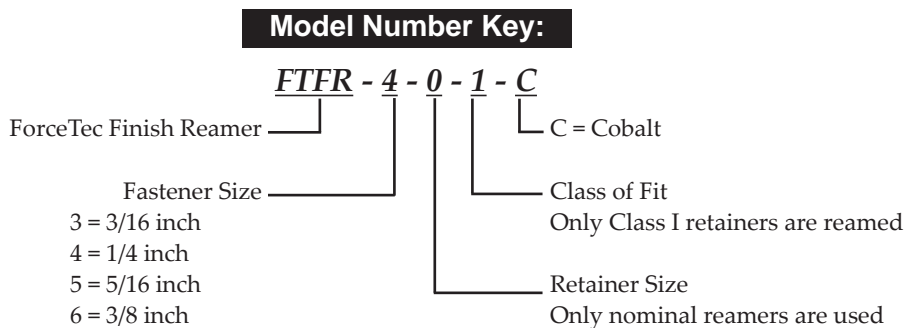 Model Number Key:
FTFR - 4 - 0 - 1 - C
ForceTec Finish Reamer
C = Cobalt
Fastener Size
3 = 3/16 inch
4 = 1/4 inch
5 = 5/16 inch
6 = 3/8 inch
Class of Fit
Only Class I retainers are reamed
Retainer Size
Only nominal reamers are used